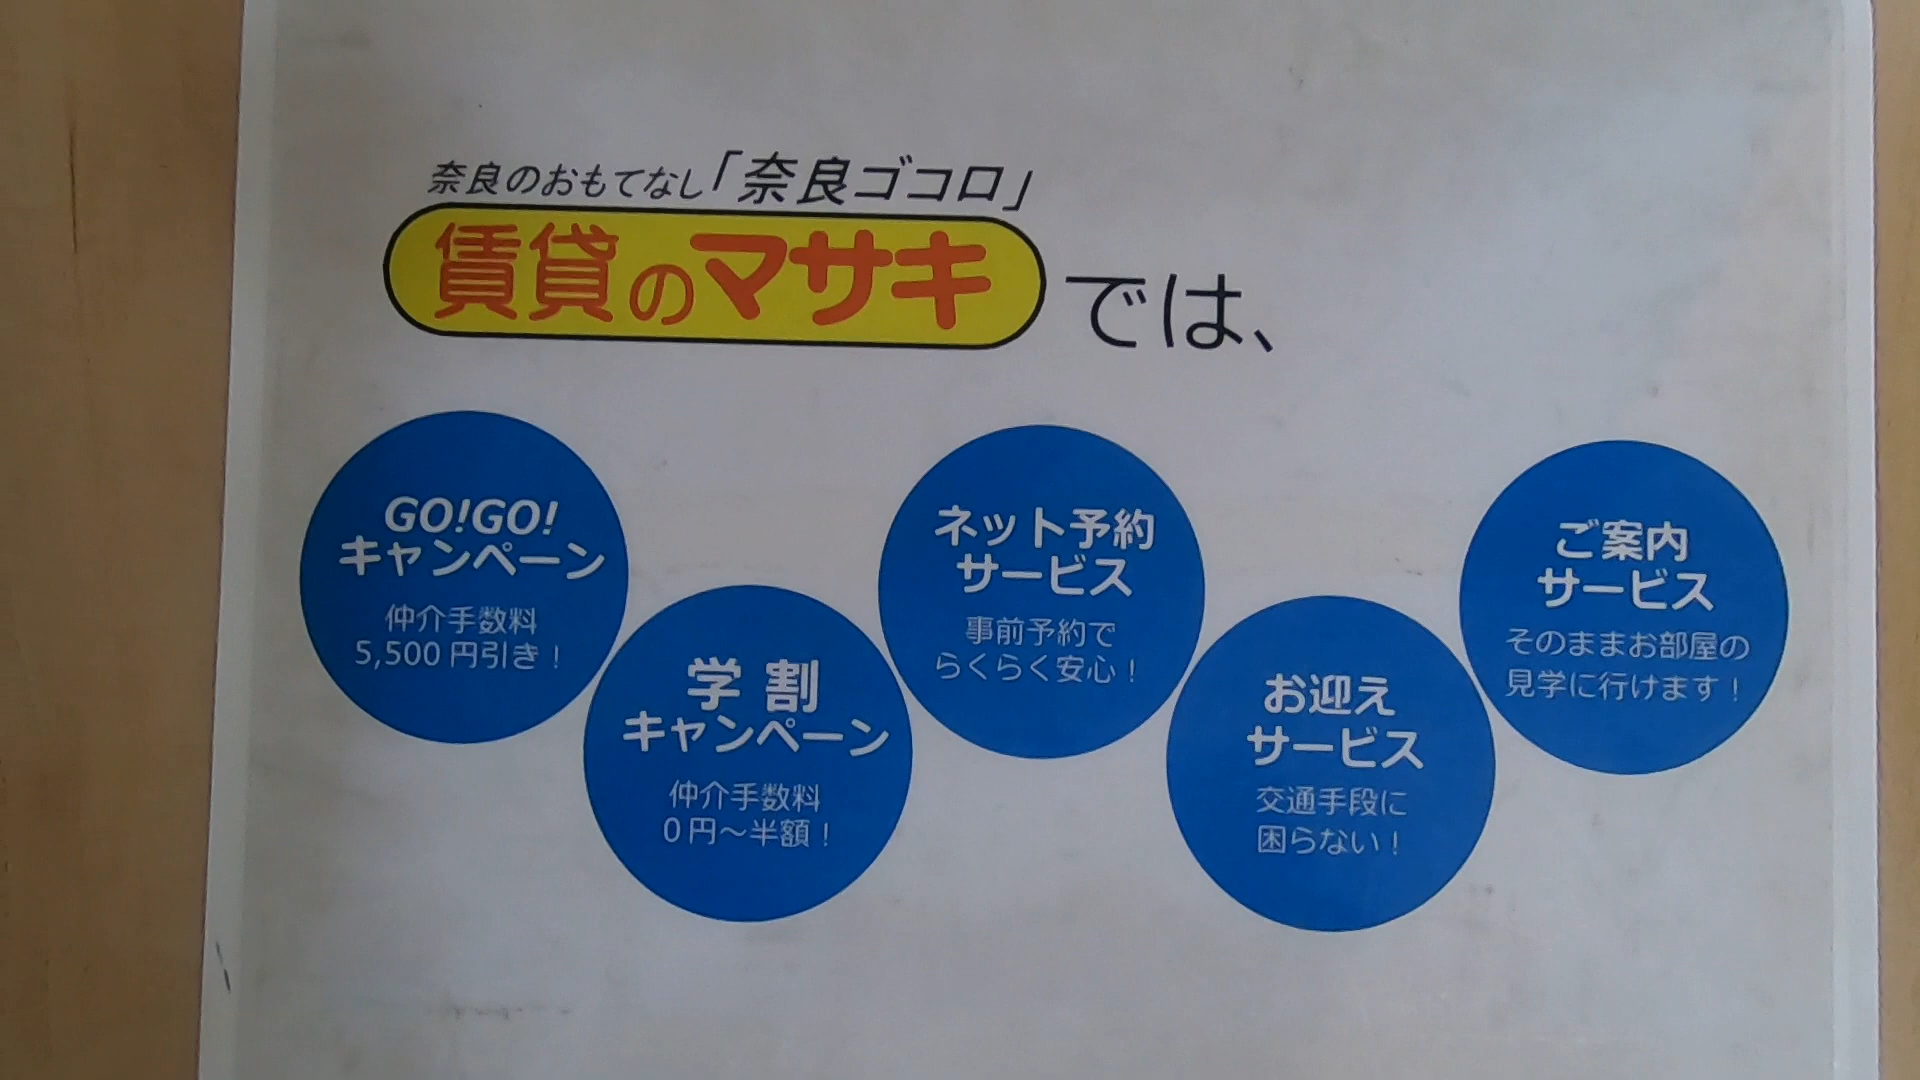 奈良のおもてなし「奈良ゴコロ」
賃貸のマサキでは、
GO!GO!
キャンペーン
仲介手数料
5,500円引き!
学割
キャンペーン
仲介手数料
0円～半額!
ネット予約
サービス
事前予約で
らくらく安心!
お迎え
サービス
交通手段に
困らない!
ご案内
サービス
そのままお部屋の
見学に行けます!